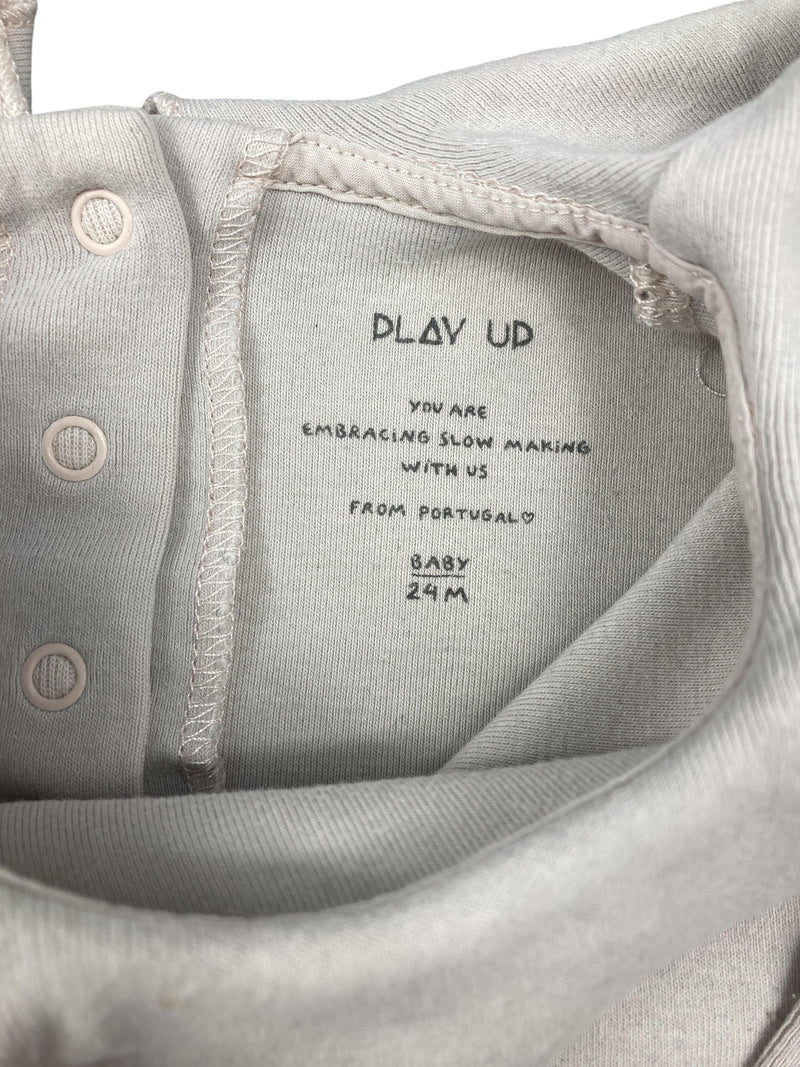 PLAY UP
YOU ARE
EMBRACING SLOW MAKING
WITH US
FROM PORTUGAL♡
BABY
24M